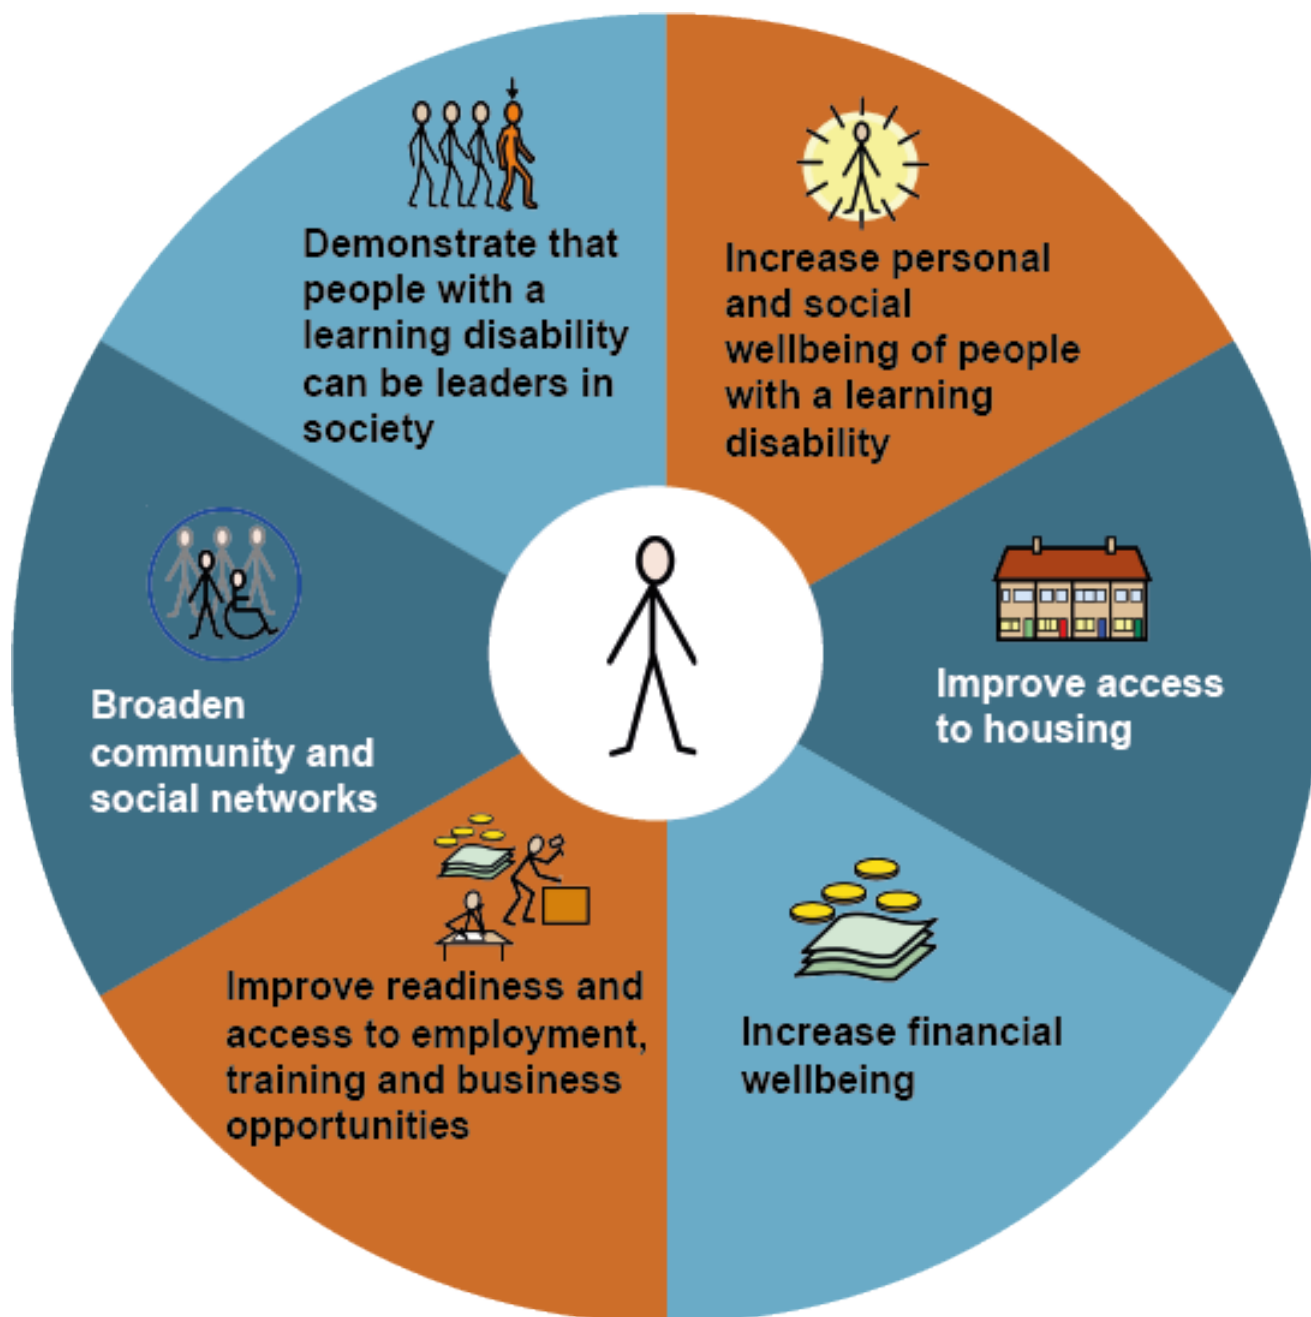 Demonstrate that
people with a
learning disability
can be leaders in
society
Increase personal
and social
wellbeing of people
with a learning
disability
Improve access
to housing
Increase financial
wellbeing
Improve readiness and
access to employment,
training and business
opportunities
Broaden
community and
social networks